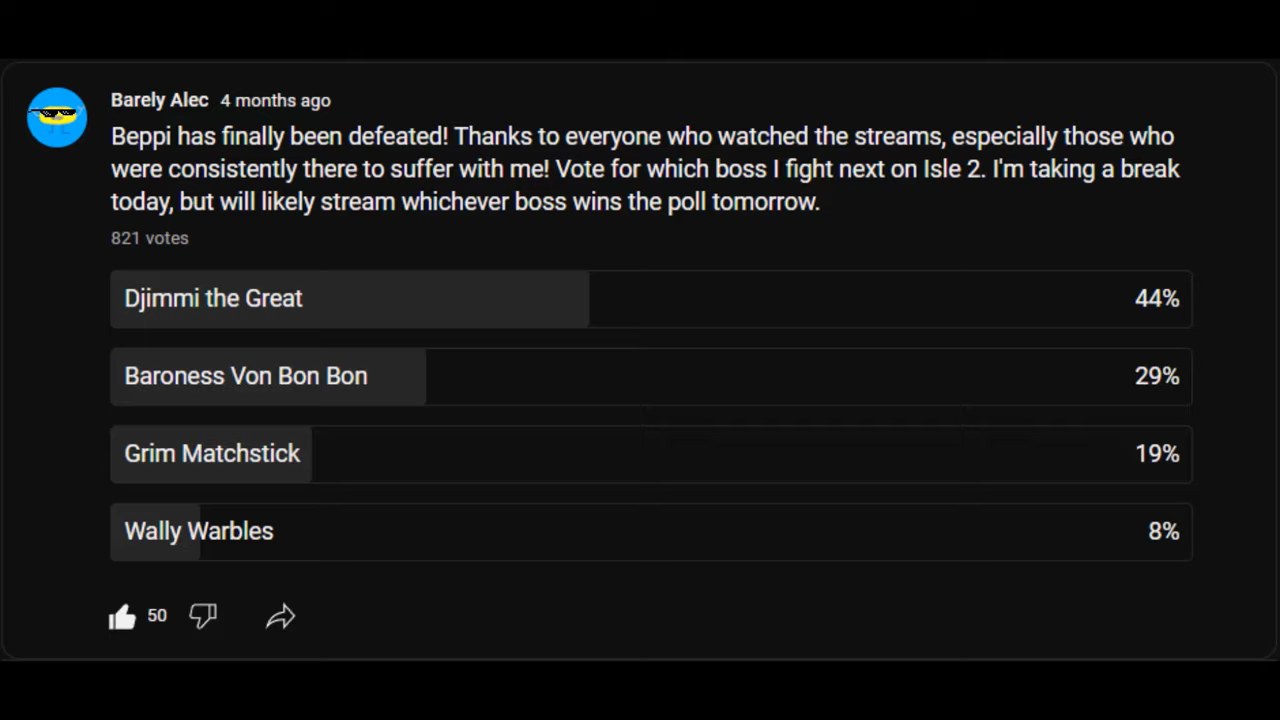 Barely Alec 4 months ago
Beppi has finally been defeated! Thanks to everyone who watched the streams, especially those who
were consistently there to suffer with me! Vote for which boss I fight next on Isle 2. I'm taking a break
today, but will likely stream whichever boss wins the poll tomorrow.
821 votes
Djimmi the Great 44%
Baroness Von Bon Bon 29%
Grim Matchstick 19%
Wally Warbles 8%
50